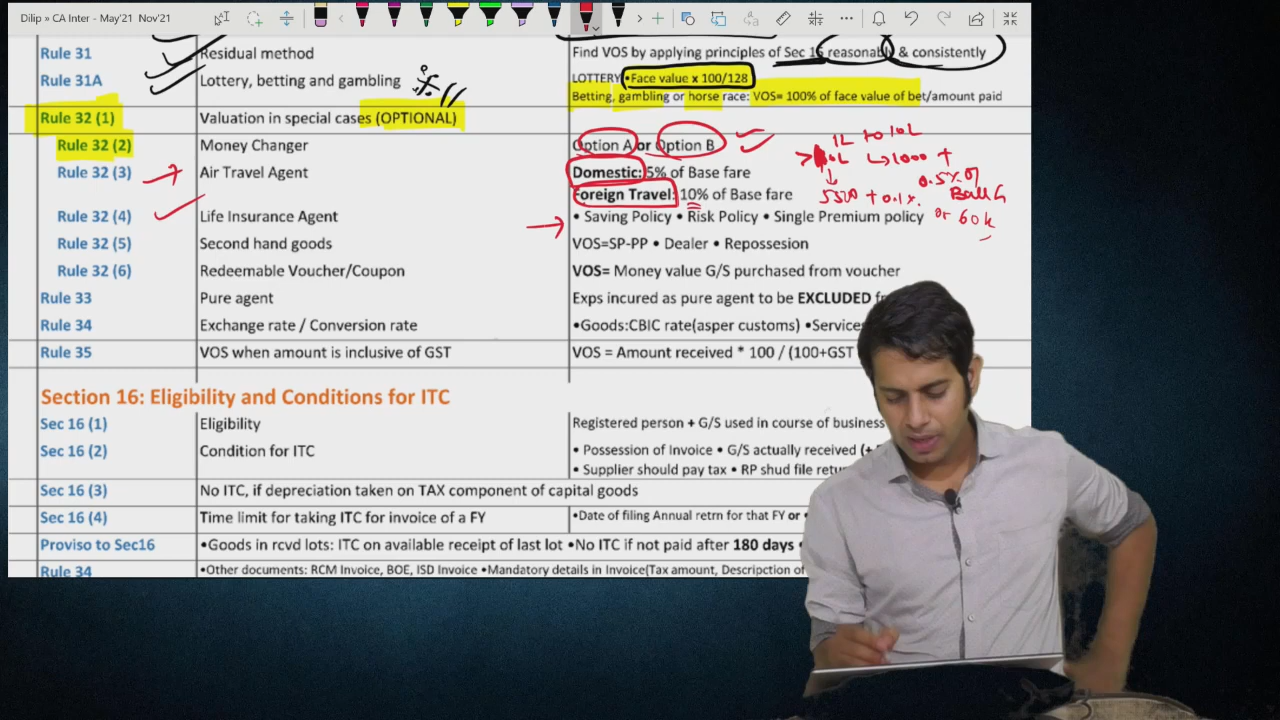 Dilip » CA Inter - May'21 Nov'21
Rule 31 Residual method Find VOS by applying principles of Sec 15 reasonably & consistently
Rule 31A Lottery, betting and gambling LOTTERY •Face value x 100/128
Betting, gambling or horse race: VOS= 100% of face value of bet/amount paid
Rule 32 (1) Valuation in special cases (OPTIONAL)
Rule 32 (2) Money Changer Option A or Option B
1L to 10L
>10L ↳ 1000 +
0.5% of
Rule 32 (3) Air Travel Agent Domestic: 5% of Base fare
Foreign Travel: 10% of Base fare
5500 + 0.1%
or 60k
Rule 32 (4) Life Insurance Agent • Saving Policy • Risk Policy • Single Premium policy
Rule 32 (5) Second hand goods VOS=SP-PP • Dealer • Repossesion
Rule 32 (6) Redeemable Voucher/Coupon VOS= Money value G/S purchased from voucher
Rule 33 Pure agent Exps incured as pure agent to be EXCLUDED
Rule 34 Exchange rate / Conversion rate •Goods:CBIC rate(asper customs) •Services
Rule 35 VOS when amount is inclusive of GST VOS = Amount received * 100 / (100+GST
Section 16: Eligibility and Conditions for ITC
Sec 16 (1) Eligibility Registered person + G/S used in course of business
Sec 16 (2) Condition for ITC • Possession of Invoice • G/S actually received (+
• Supplier should pay tax • RP shud file
Sec 16 (3) No ITC, if depreciation taken on TAX component of capital goods
Sec 16 (4) Time limit for taking ITC for invoice of a FY •Date of filing Annual retrn for that FY or •
Proviso to Sec16 •Goods in rcvd lots: ITC on available receipt of last lot •No ITC if not paid after 180 days •
Rule 34 •Other documents: RCM Invoice, BOE, ISD Invoice •Mandatory details in Invoice(Tax amount, Descripction of